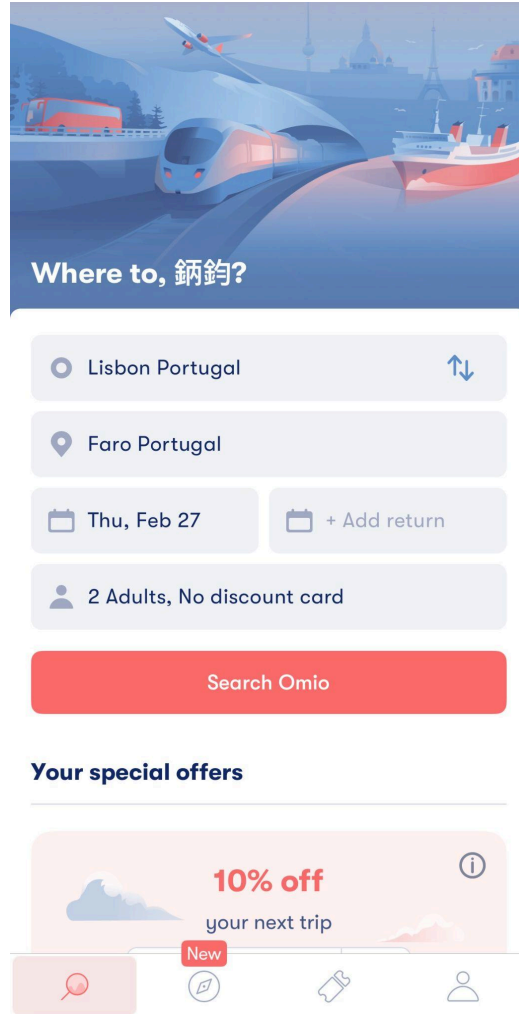 Where to, 鈵鈞?
Lisbon Portugal
Faro Portugal
Thu, Feb 27
+ Add return
2 Adults, No discount card
Search Omio
Your special offers
10% off
your next trip
New